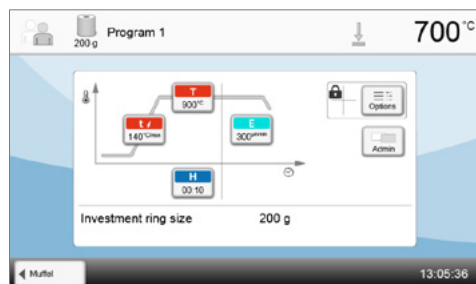 200 g
Program 1
700°C
T
900°C
t
140°C/min
E
300µm/min
H
00:10
Options
Admin
Investment ring size 200 g
Muffel
13:05:36